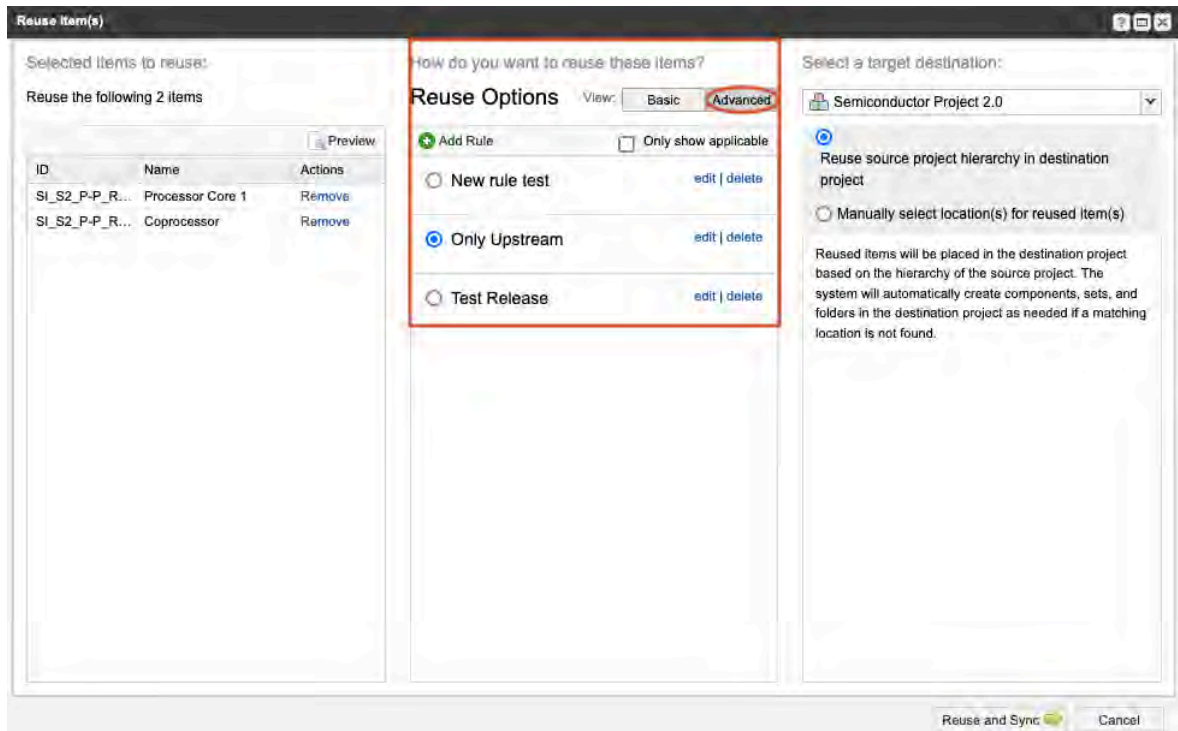 Reuse Item(s)
Selected items to reuse:
Reuse the following 2 items
Preview
ID Name Actions
SI_S2_P-P_R... Processor Core 1 Remove
SI_S2_P-P_R... Coprocessor Remove
How do you want to reuse these items?
Reuse Options View: Basic Advanced
Add Rule Only show applicable
New rule test edit | delete
Only Upstream edit | delete
Test Release edit | delete
Select a target destination:
Semiconductor Project 2.0
Reuse source project hierarchy in destination
project
Manually select location(s) for reused item(s)
Reused items will be placed in the destination project
based on the hierarchy of the source project. The
system will automatically create components, sets, and
folders in the destination project as needed if a matching
location is not found.
Reuse and Sync Cancel